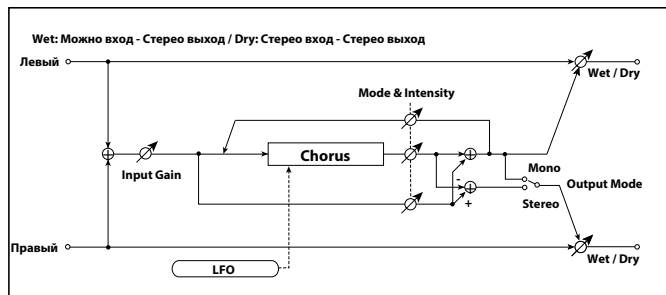 Wet: Можно вход - Стерео выход / Dry: Стерео вход - Стерео выход
Левый
Wet / Dry
Mode & Intensity
Chorus
Input Gain
Mono
Output Mode
-
+
Stereo
Правый
Wet / Dry
LFO